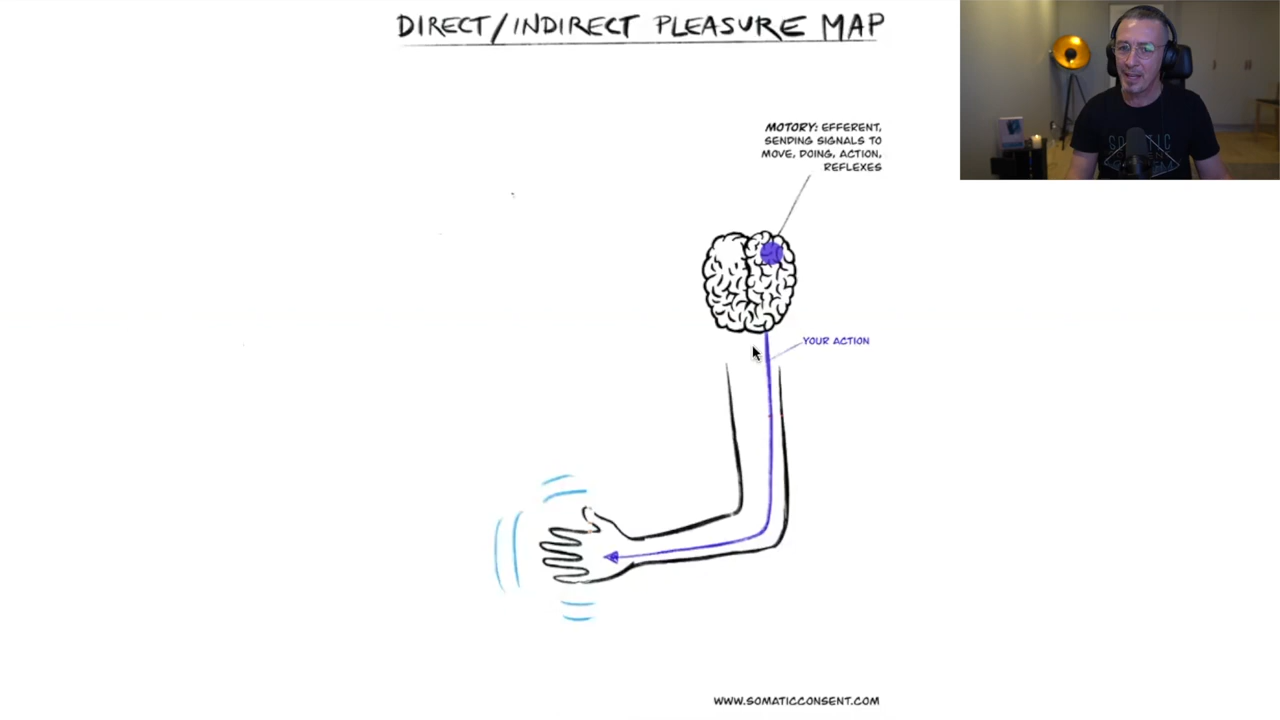 DIRECT/INDIRECT PLEASURE MAP
MOTORY: EFFERENT,
SENDING SIGNALS TO
MOVE, DOING, ACTION,
REFLEXES
YOUR ACTION
WWW.SOMATICCONSENT.COM